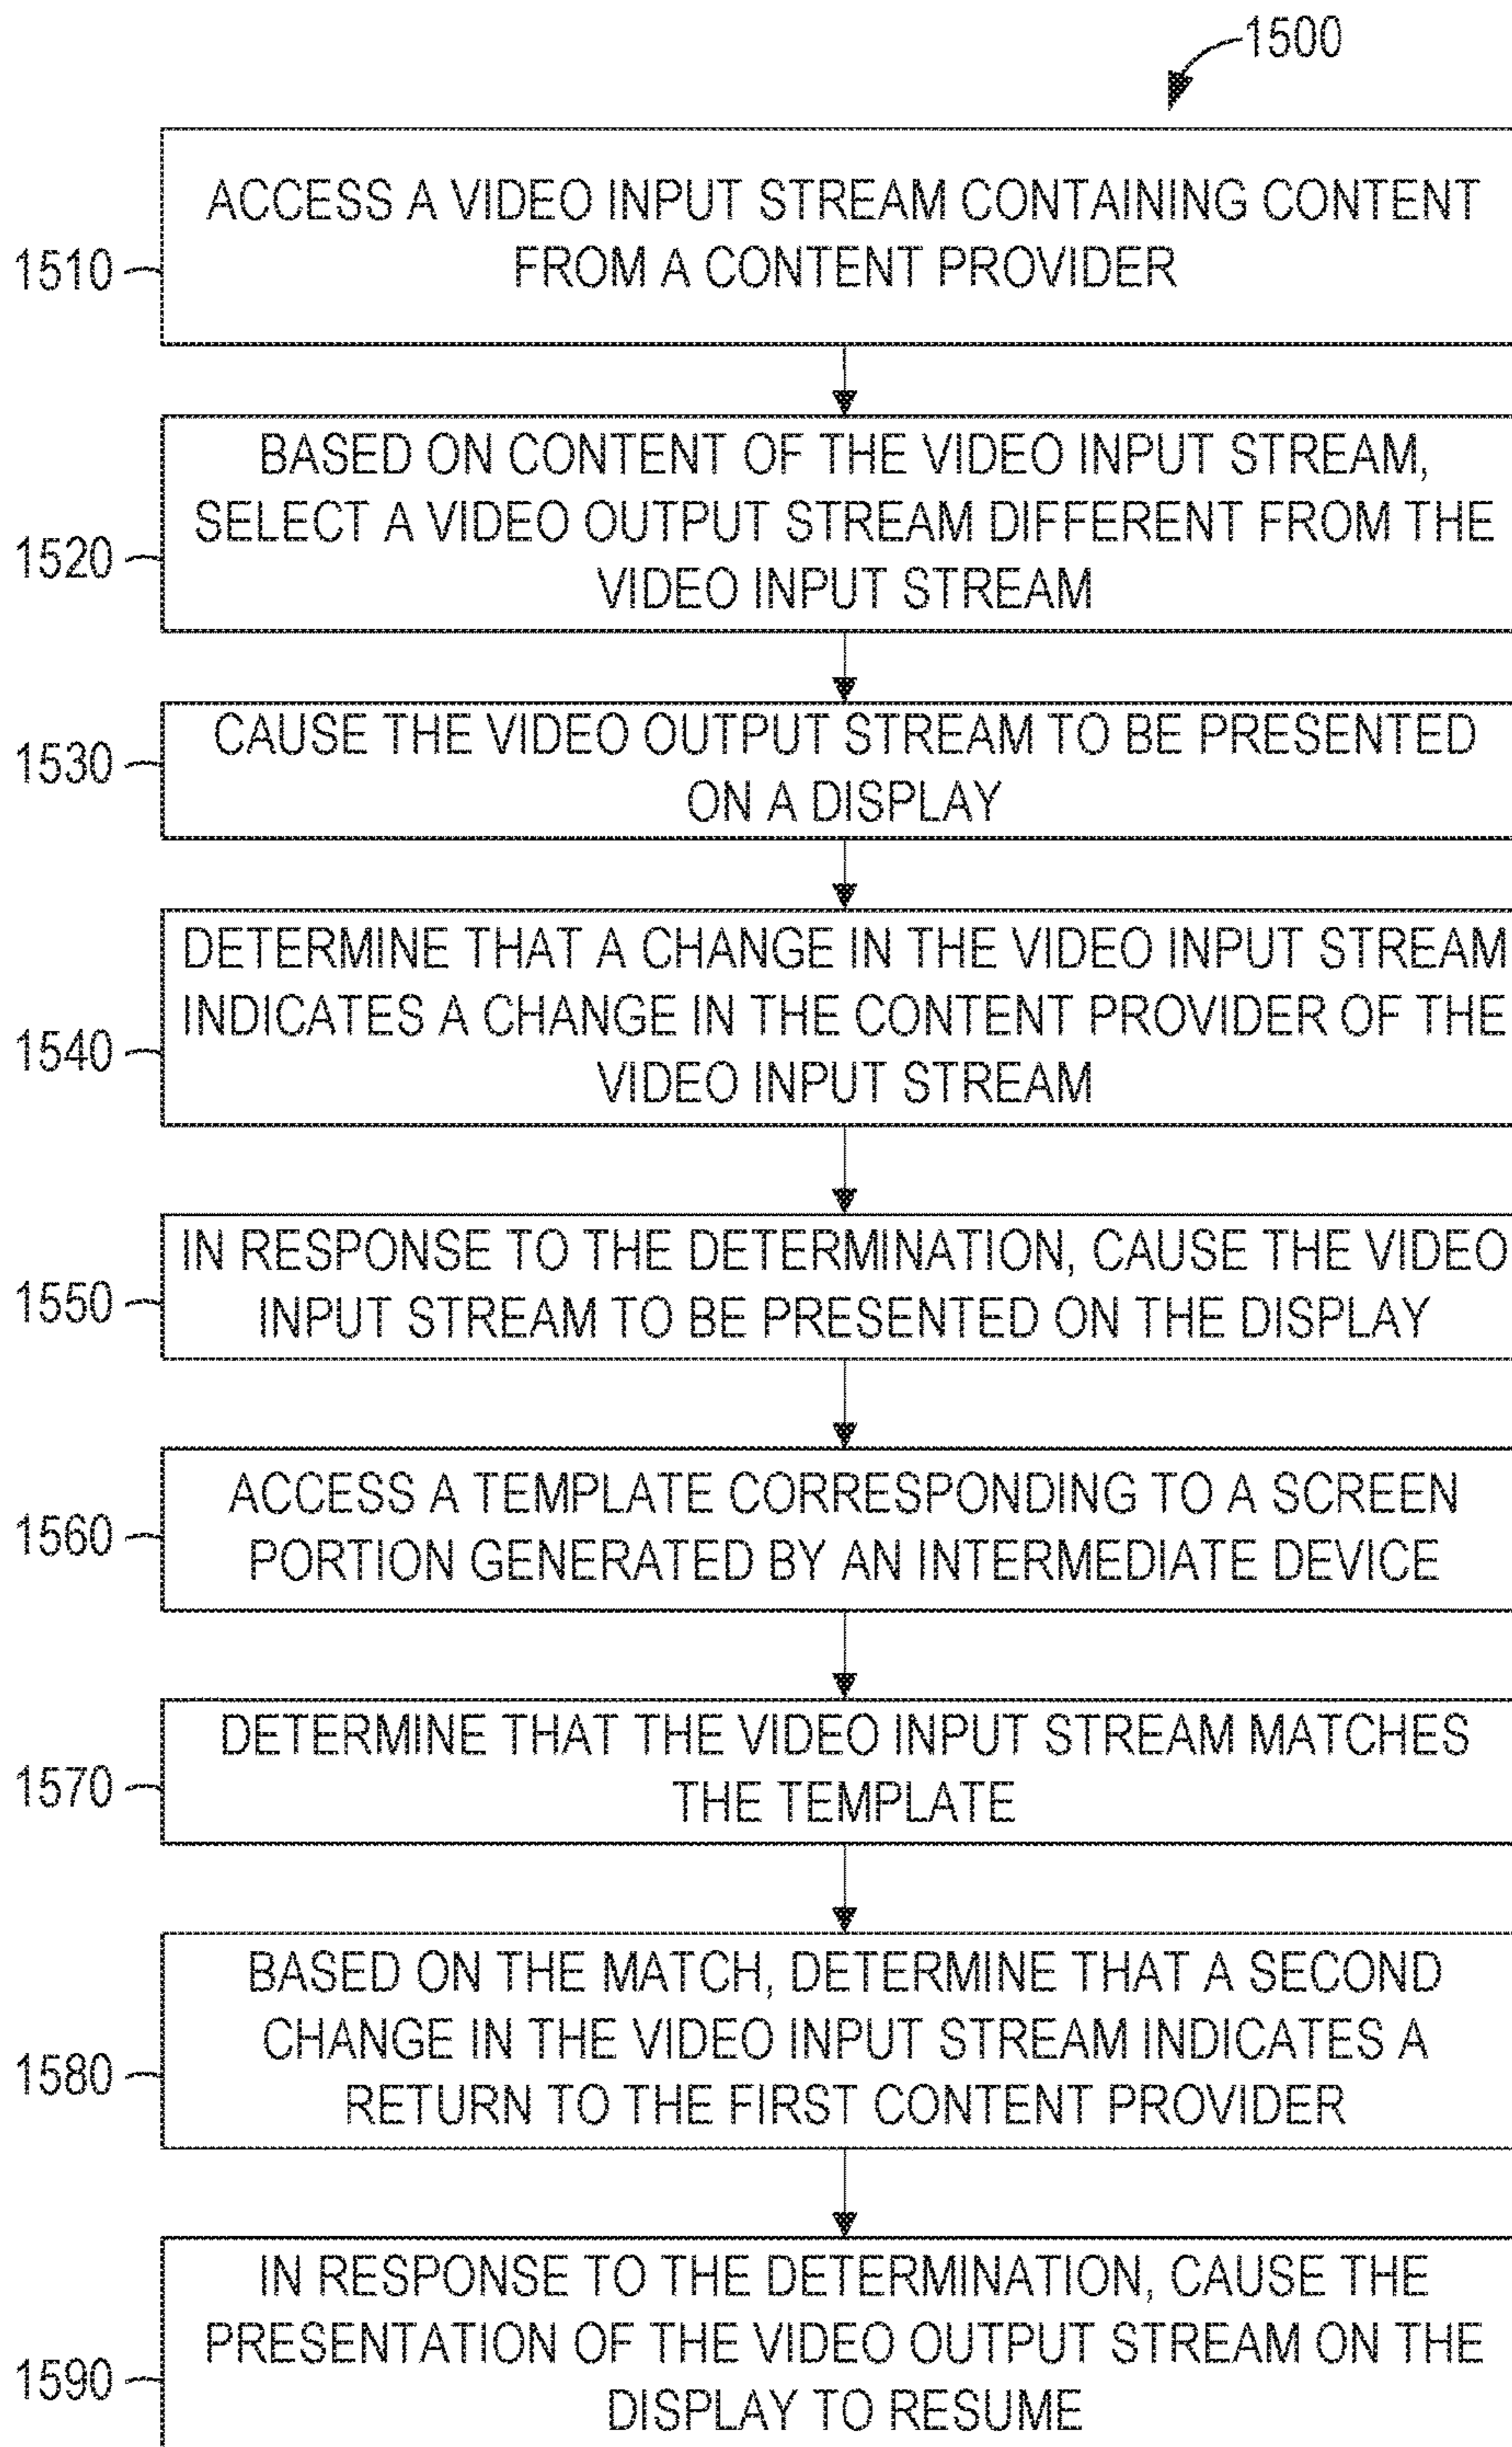 1500
ACCESS A VIDEO INPUT STREAM CONTAINING CONTENT
FROM A CONTENT PROVIDER
1510
BASED ON CONTENT OF THE VIDEO INPUT STREAM,
SELECT A VIDEO OUTPUT STREAM DIFFERENT FROM THE
VIDEO INPUT STREAM
1520
CAUSE THE VIDEO OUTPUT STREAM TO BE PRESENTED
ON A DISPLAY
1530
DETERMINE THAT A CHANGE IN THE VIDEO INPUT STREAM
INDICATES A CHANGE IN THE CONTENT PROVIDER OF THE
VIDEO INPUT STREAM
1540
IN RESPONSE TO THE DETERMINATION, CAUSE THE VIDEO
INPUT STREAM TO BE PRESENTED ON THE DISPLAY
1550
ACCESS A TEMPLATE CORRESPONDING TO A SCREEN
PORTION GENERATED BY AN INTERMEDIATE DEVICE
1560
DETERMINE THAT THE VIDEO INPUT STREAM MATCHES
THE TEMPLATE
1570
BASED ON THE MATCH, DETERMINE THAT A SECOND
CHANGE IN THE VIDEO INPUT STREAM INDICATES A
RETURN TO THE FIRST CONTENT PROVIDER
1580
IN RESPONSE TO THE DETERMINATION, CAUSE THE
PRESENTATION OF THE VIDEO OUTPUT STREAM ON THE
DISPLAY TO RESUME
1590